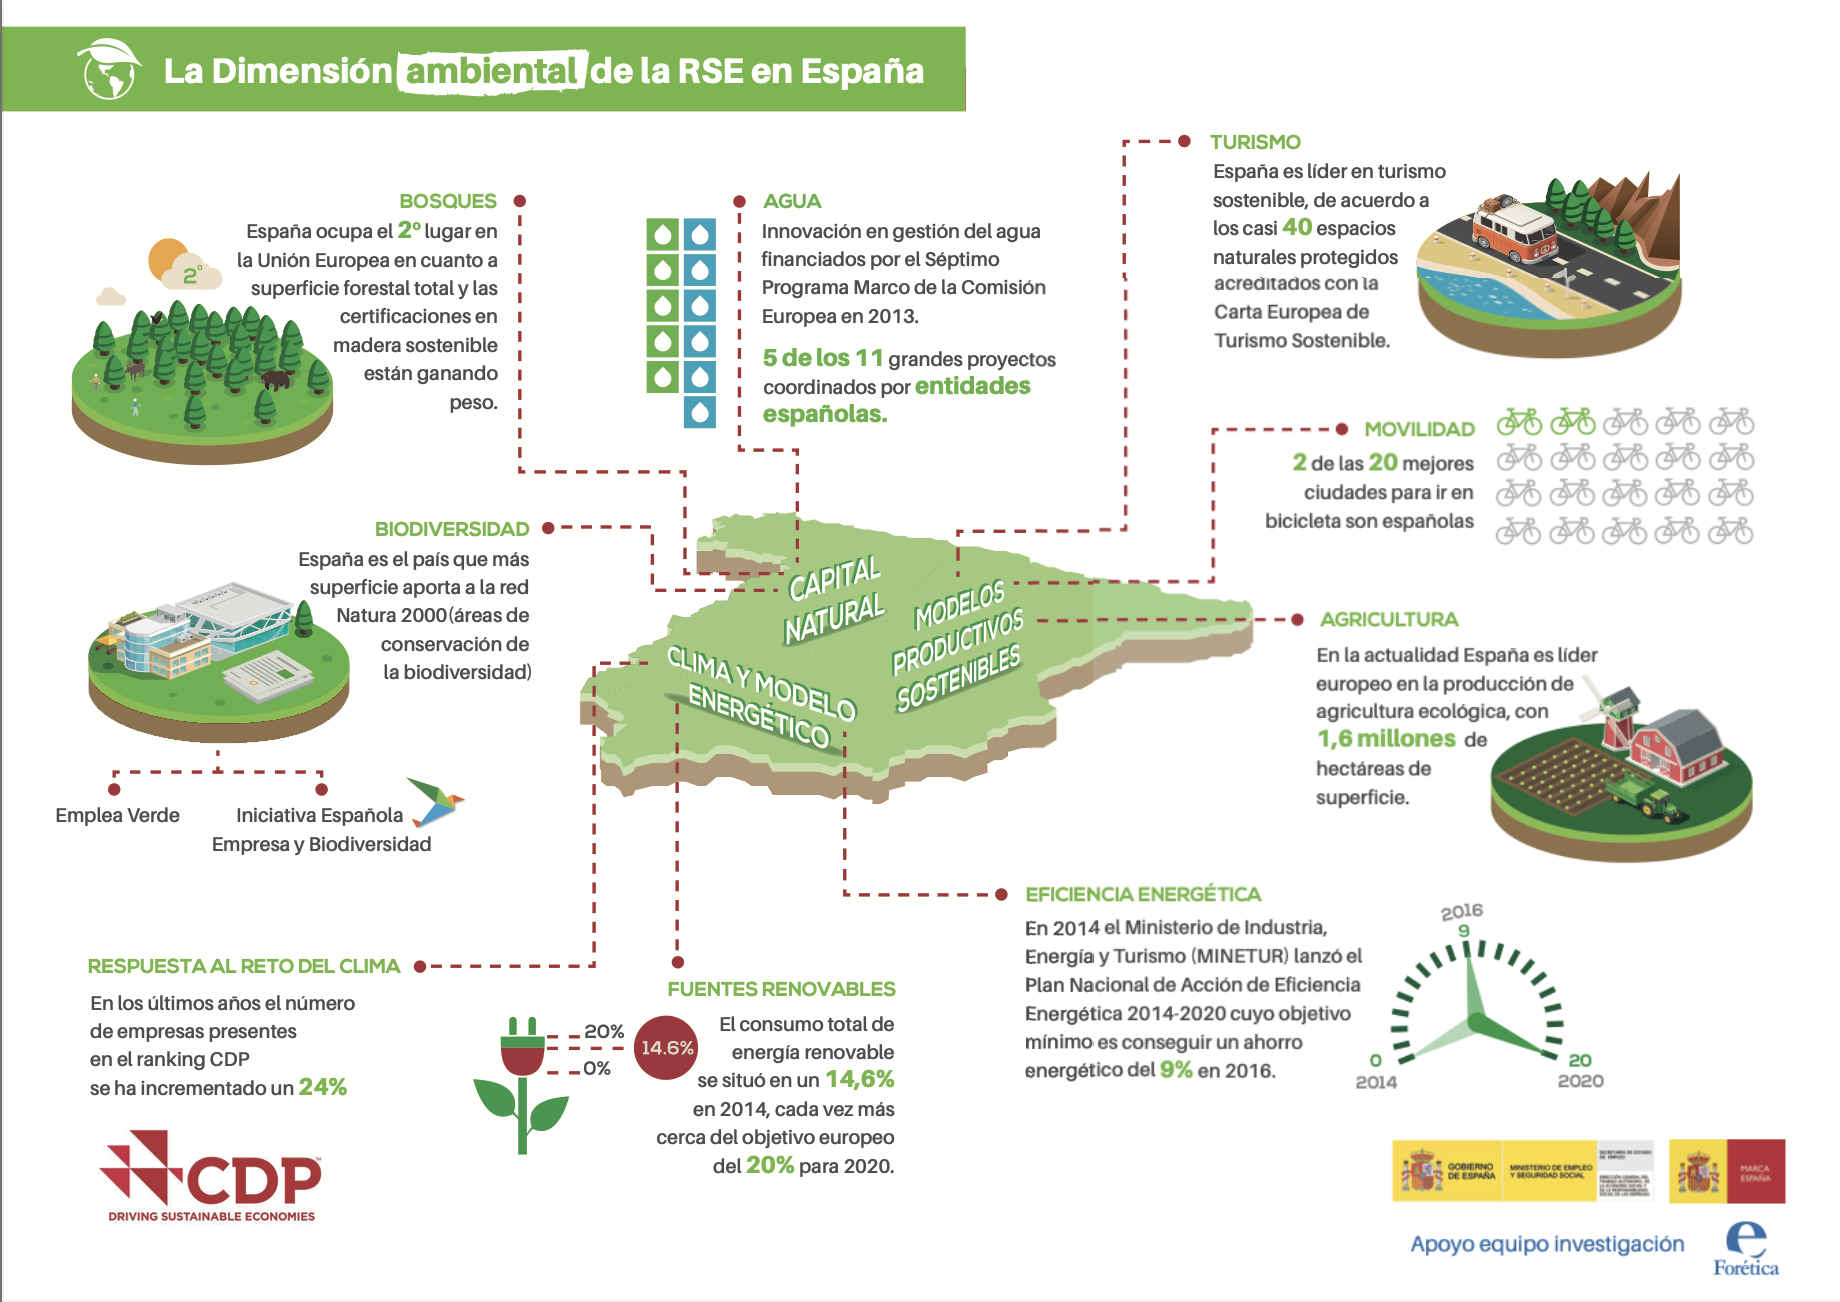 La Dimensión ambiental de la RSE en España
BOSQUES
España ocupa el 2º lugar en
la Unión Europea en cuanto a
superficie forestal total y las
certificaciones en
madera sostenible
están ganando
peso.
2º
AGUA
Innovación en gestión del agua
financiados por el Séptimo
Programa Marco de la Comisión
Europea en 2013.
5 de los 11 grandes proyectos
coordinados por entidades
españolas.
TURISMO
España es líder en turismo
sostenible, de acuerdo a
los casi 40 espacios
naturales protegidos
acreditados con la
Carta Europea de
Turismo Sostenible.
MOVILIDAD
2 de las 20 mejores
ciudades para ir en
bicicleta son españolas
BIODIVERSIDAD
España es el país que más
superficie aporta a la red
Natura 2000(áreas de
conservación de
la biodiversidad)
Emplea Verde
Iniciativa Española
Empresa y Biodiversidad
CAPITAL
NATURAL
MODELOS
PRODUCTIVOS
SOSTENIBLES
CLIMA Y MODELO
ENERGÉTICO
AGRICULTURA
En la actualidad España es líder
europeo en la producción de
agricultura ecológica, con
1,6 millones de
hectáreas de
superficie.
EFICIENCIA ENERGÉTICA
En 2014 el Ministerio de Industria,
Energía y Turismo (MINETUR) lanzó el
Plan Nacional de Acción de Eficiencia
Energética 2014-2020 cuyo objetivo
mínimo es conseguir un ahorro
energético del 9% en 2016.
2016
9
0
2014
20
2020
RESPUESTA AL RETO DEL CLIMA
En los últimos años el número
de empresas presentes
en el ranking CDP
se ha incrementado un 24%
CDP
DRIVING SUSTAINABLE ECONOMIES
FUENTES RENOVABLES
20%
14.6%
0%
El consumo total de
energía renovable
se situó en un 14,6%
en 2014, cada vez más
cerca del objetivo europeo
del 20% para 2020.
GOBIERNO
DE ESPAÑA
MINISTERIO DE EMPLEO
Y SEGURIDAD SOCIAL
SECRETARÍA DE ESTADO
DE EMPLEO
MARCA
ESPAÑA
Apoyo equipo investigación
Forética